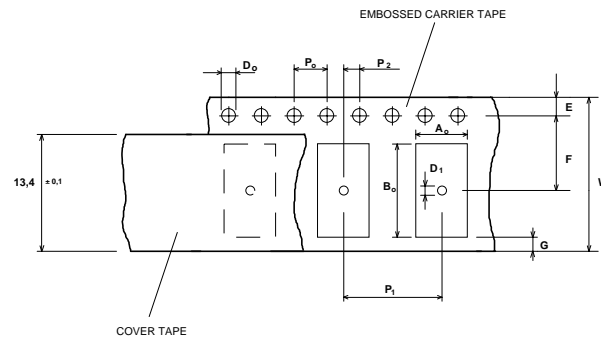 EMBOSSED CARRIER TAPE
Do Po P2
E
Ao
F
D1
Bo
13,4 ± 0,1
G
P1
COVER TAPE